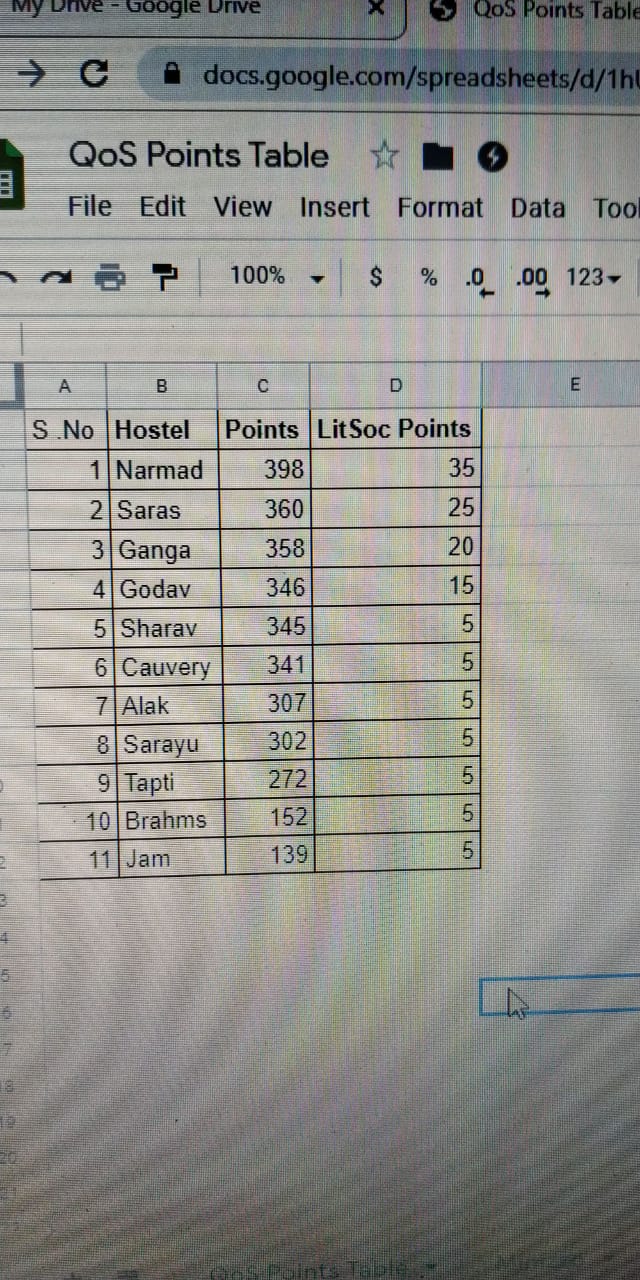 My Drive - Google Drive × QoS Points Table
docs.google.com/spreadsheets/d/1h
QoS Points Table
File Edit View Insert Format Data Tool
100% $ % .0 .00 123
A B C D E
S .No Hostel Points LitSoc Points
1 Narmad 398 35
2 Saras 360 25
3 Ganga 358 20
4 Godav 346 15
5 Sharav 345 5
6 Cauvery 341 5
7 Alak 307 5
8 Sarayu 302 5
9 Tapti 272 5
10 Brahms 152 5
11 Jam 139 5
QoS Points Table